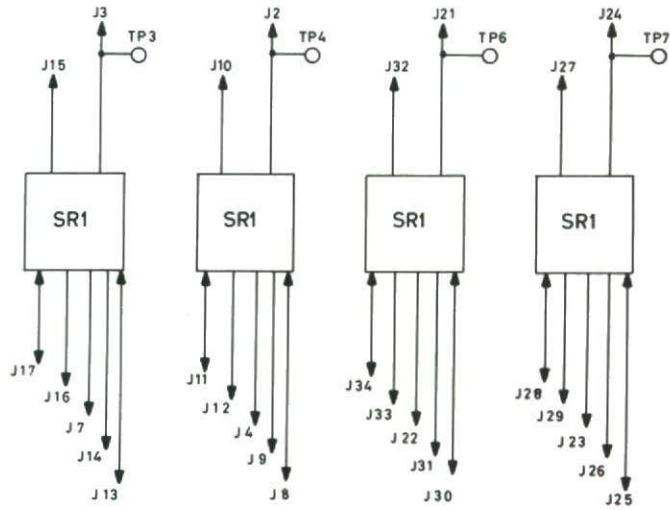 J3 J2 J21 J24
TP3 TP4 TP6 TP7
J15 J10 J32 J27
SR1 SR1 SR1 SR1
J17 J11 J34 J28
J16 J12 J33 J29
J7 J4 J22 J23
J14 J9 J31 J26
J13 J8 J30 J25